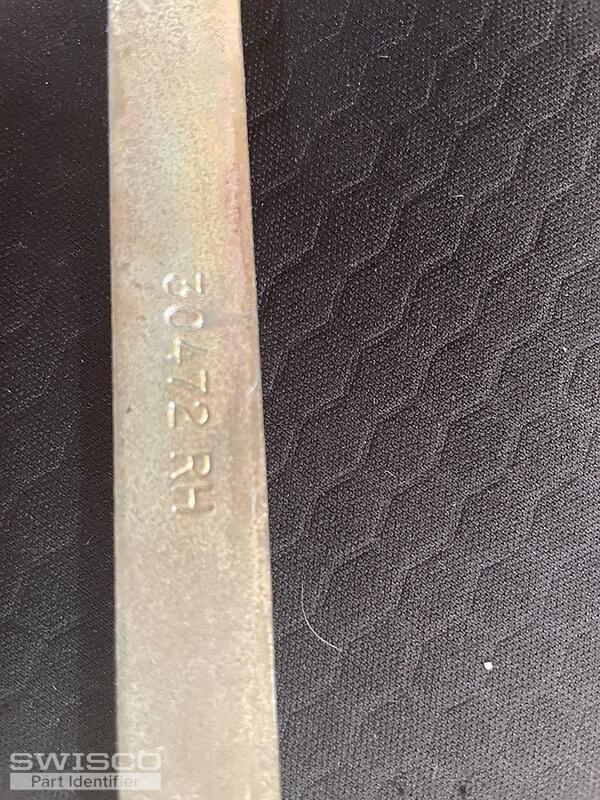 30472 RH
SWISCO
Part Identifier